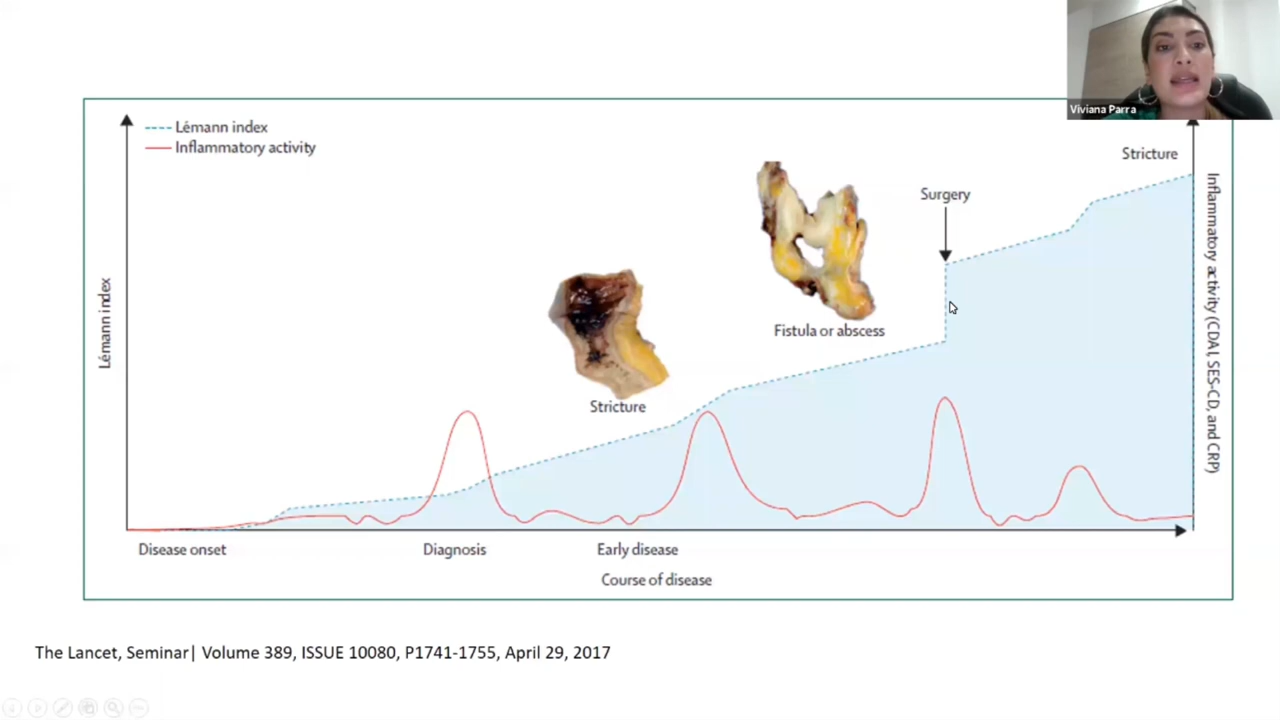 Viviana Parra
Lémann index
Inflammatory activity
Stricture
Surgery
Fistula or abscess
Stricture
Lémann index
Inflammatory activity (CDAI, SES-CD, and CRP)
Disease onset
Diagnosis
Early disease
Course of disease
The Lancet, Seminar| Volume 389, ISSUE 10080, P1741-1755, April 29, 2017